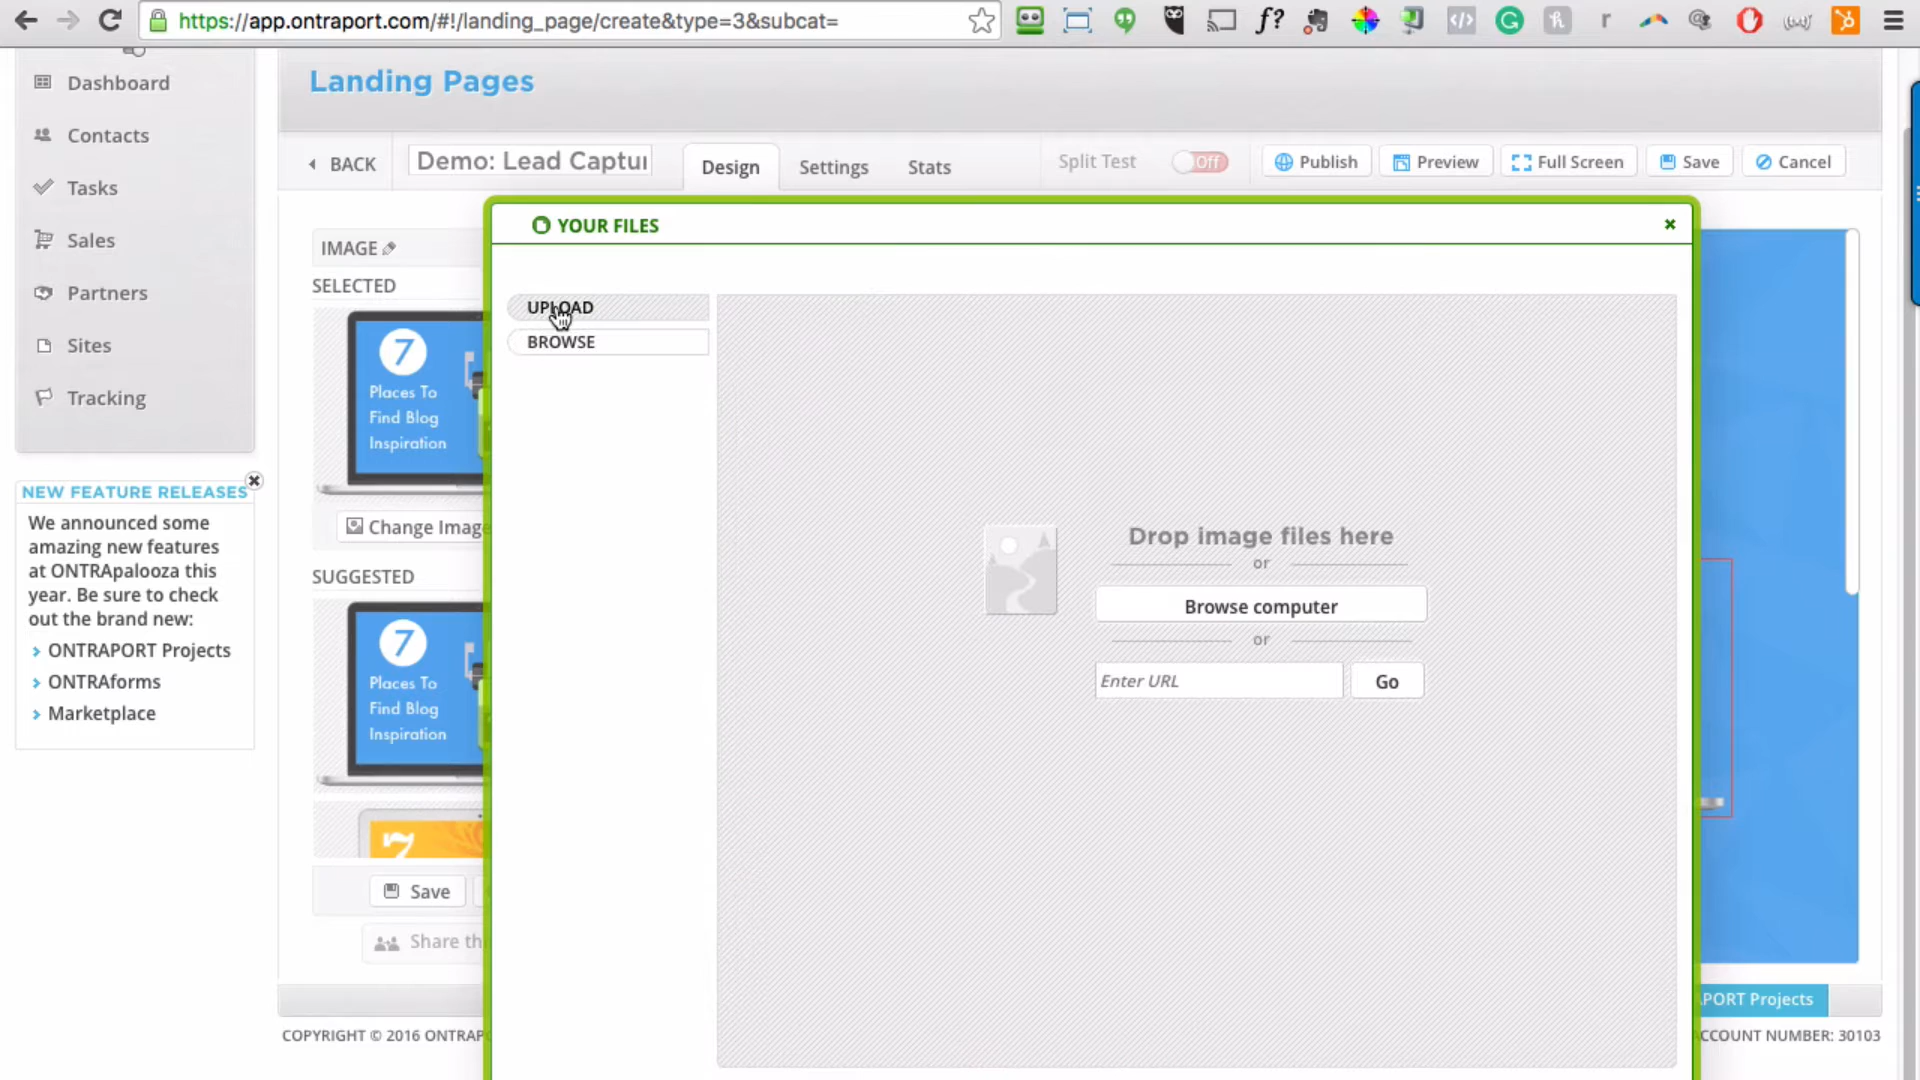 https://app.ontraport.com/#!/landing_page/create&type=3&subcat=
Dashboard
Contacts
Tasks
Sales
Partners
Sites
Tracking
NEW FEATURE RELEASES
We announced some
amazing new features
at ONTRApalooza this
year. Be sure to check
out the brand new:
ONTRAPORT Projects
ONTRAforms
Marketplace
Landing Pages
BACK
Demo: Lead Captur
Design
Settings
Stats
Split Test
Off
Publish
Preview
Full Screen
Save
Cancel
IMAGE
SELECTED
7
Places To
Find Blog
Inspiration
Change Image
SUGGESTED
7
Places To
Find Blog
Inspiration
7
Save
Share th
YOUR FILES
UPLOAD
BROWSE
Drop image files here
or
Browse computer
or
Enter URL
Go
PORT Projects
COPYRIGHT © 2016 ONTRAP
ACCOUNT NUMBER: 30103